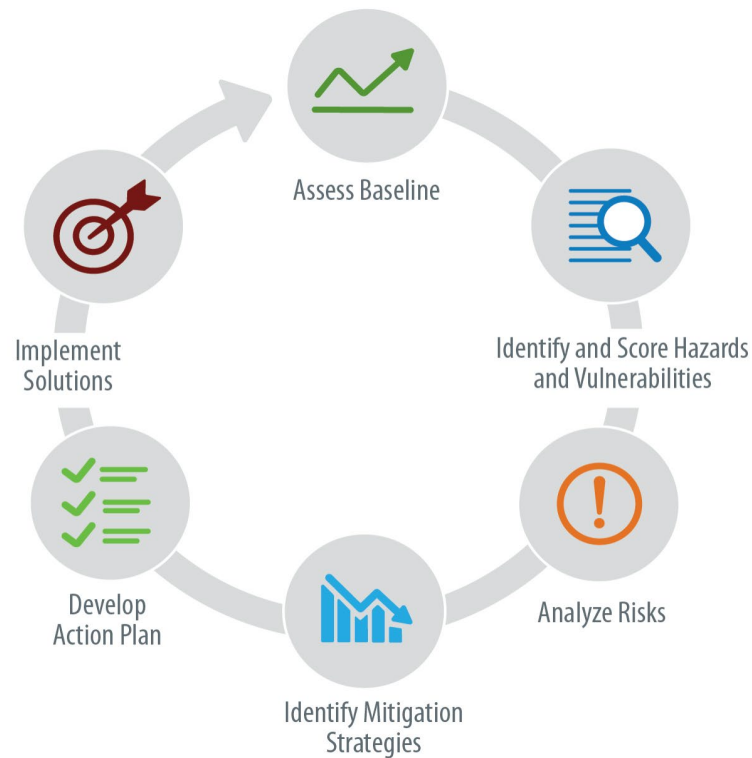 Assess Baseline
Identify and Score Hazards
and Vulnerabilities
Analyze Risks
Identify Mitigation
Strategies
Develop
Action Plan
Implement
Solutions